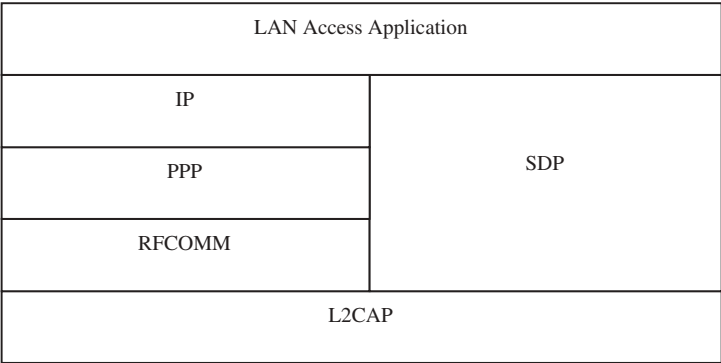 LAN Access Application
IP
PPP
SDP
RFCOMM
L2CAP